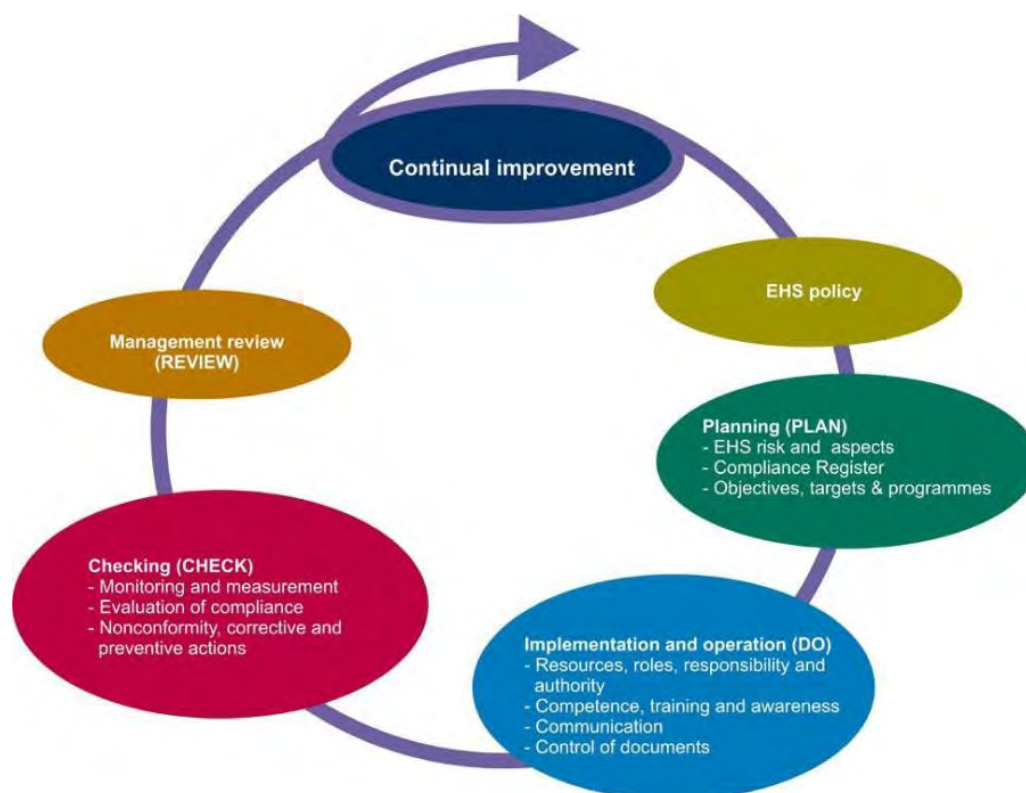 Continual improvement
EHS policy
Planning (PLAN)
- EHS risk and aspects
- Compliance Register
- Objectives, targets & programmes
Implementation and operation (DO)
- Resources, roles, responsibility and
authority
- Competence, training and awareness
- Communication
- Control of documents
Checking (CHECK)
- Monitoring and measurement
- Evaluation of compliance
- Nonconformity, corrective and
preventive actions
Management review
(REVIEW)